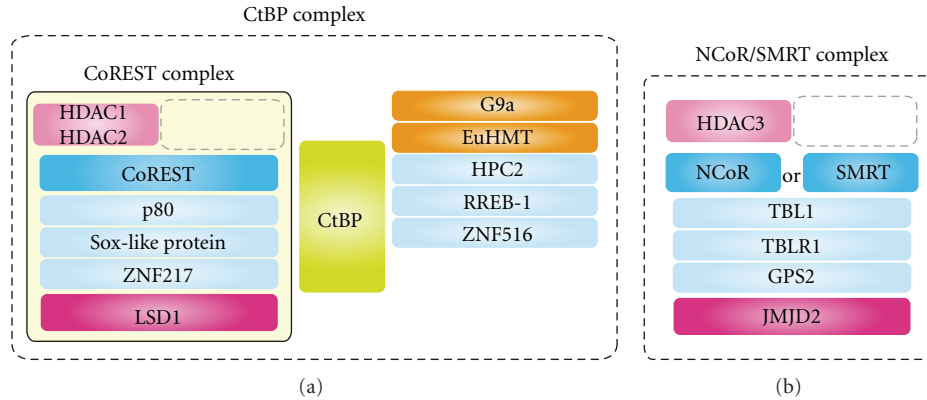 CtBP complex
CoREST complex
HDAC1
HDAC2
CoREST
p80
Sox-like protein
ZNF217
LSD1
CtBP
G9a
EuHMT
HPC2
RREB-1
ZNF516
(a)
NCoR/SMRT complex
HDAC3
NCoR or SMRT
TBL1
TBLR1
GPS2
JMJD2
(b)